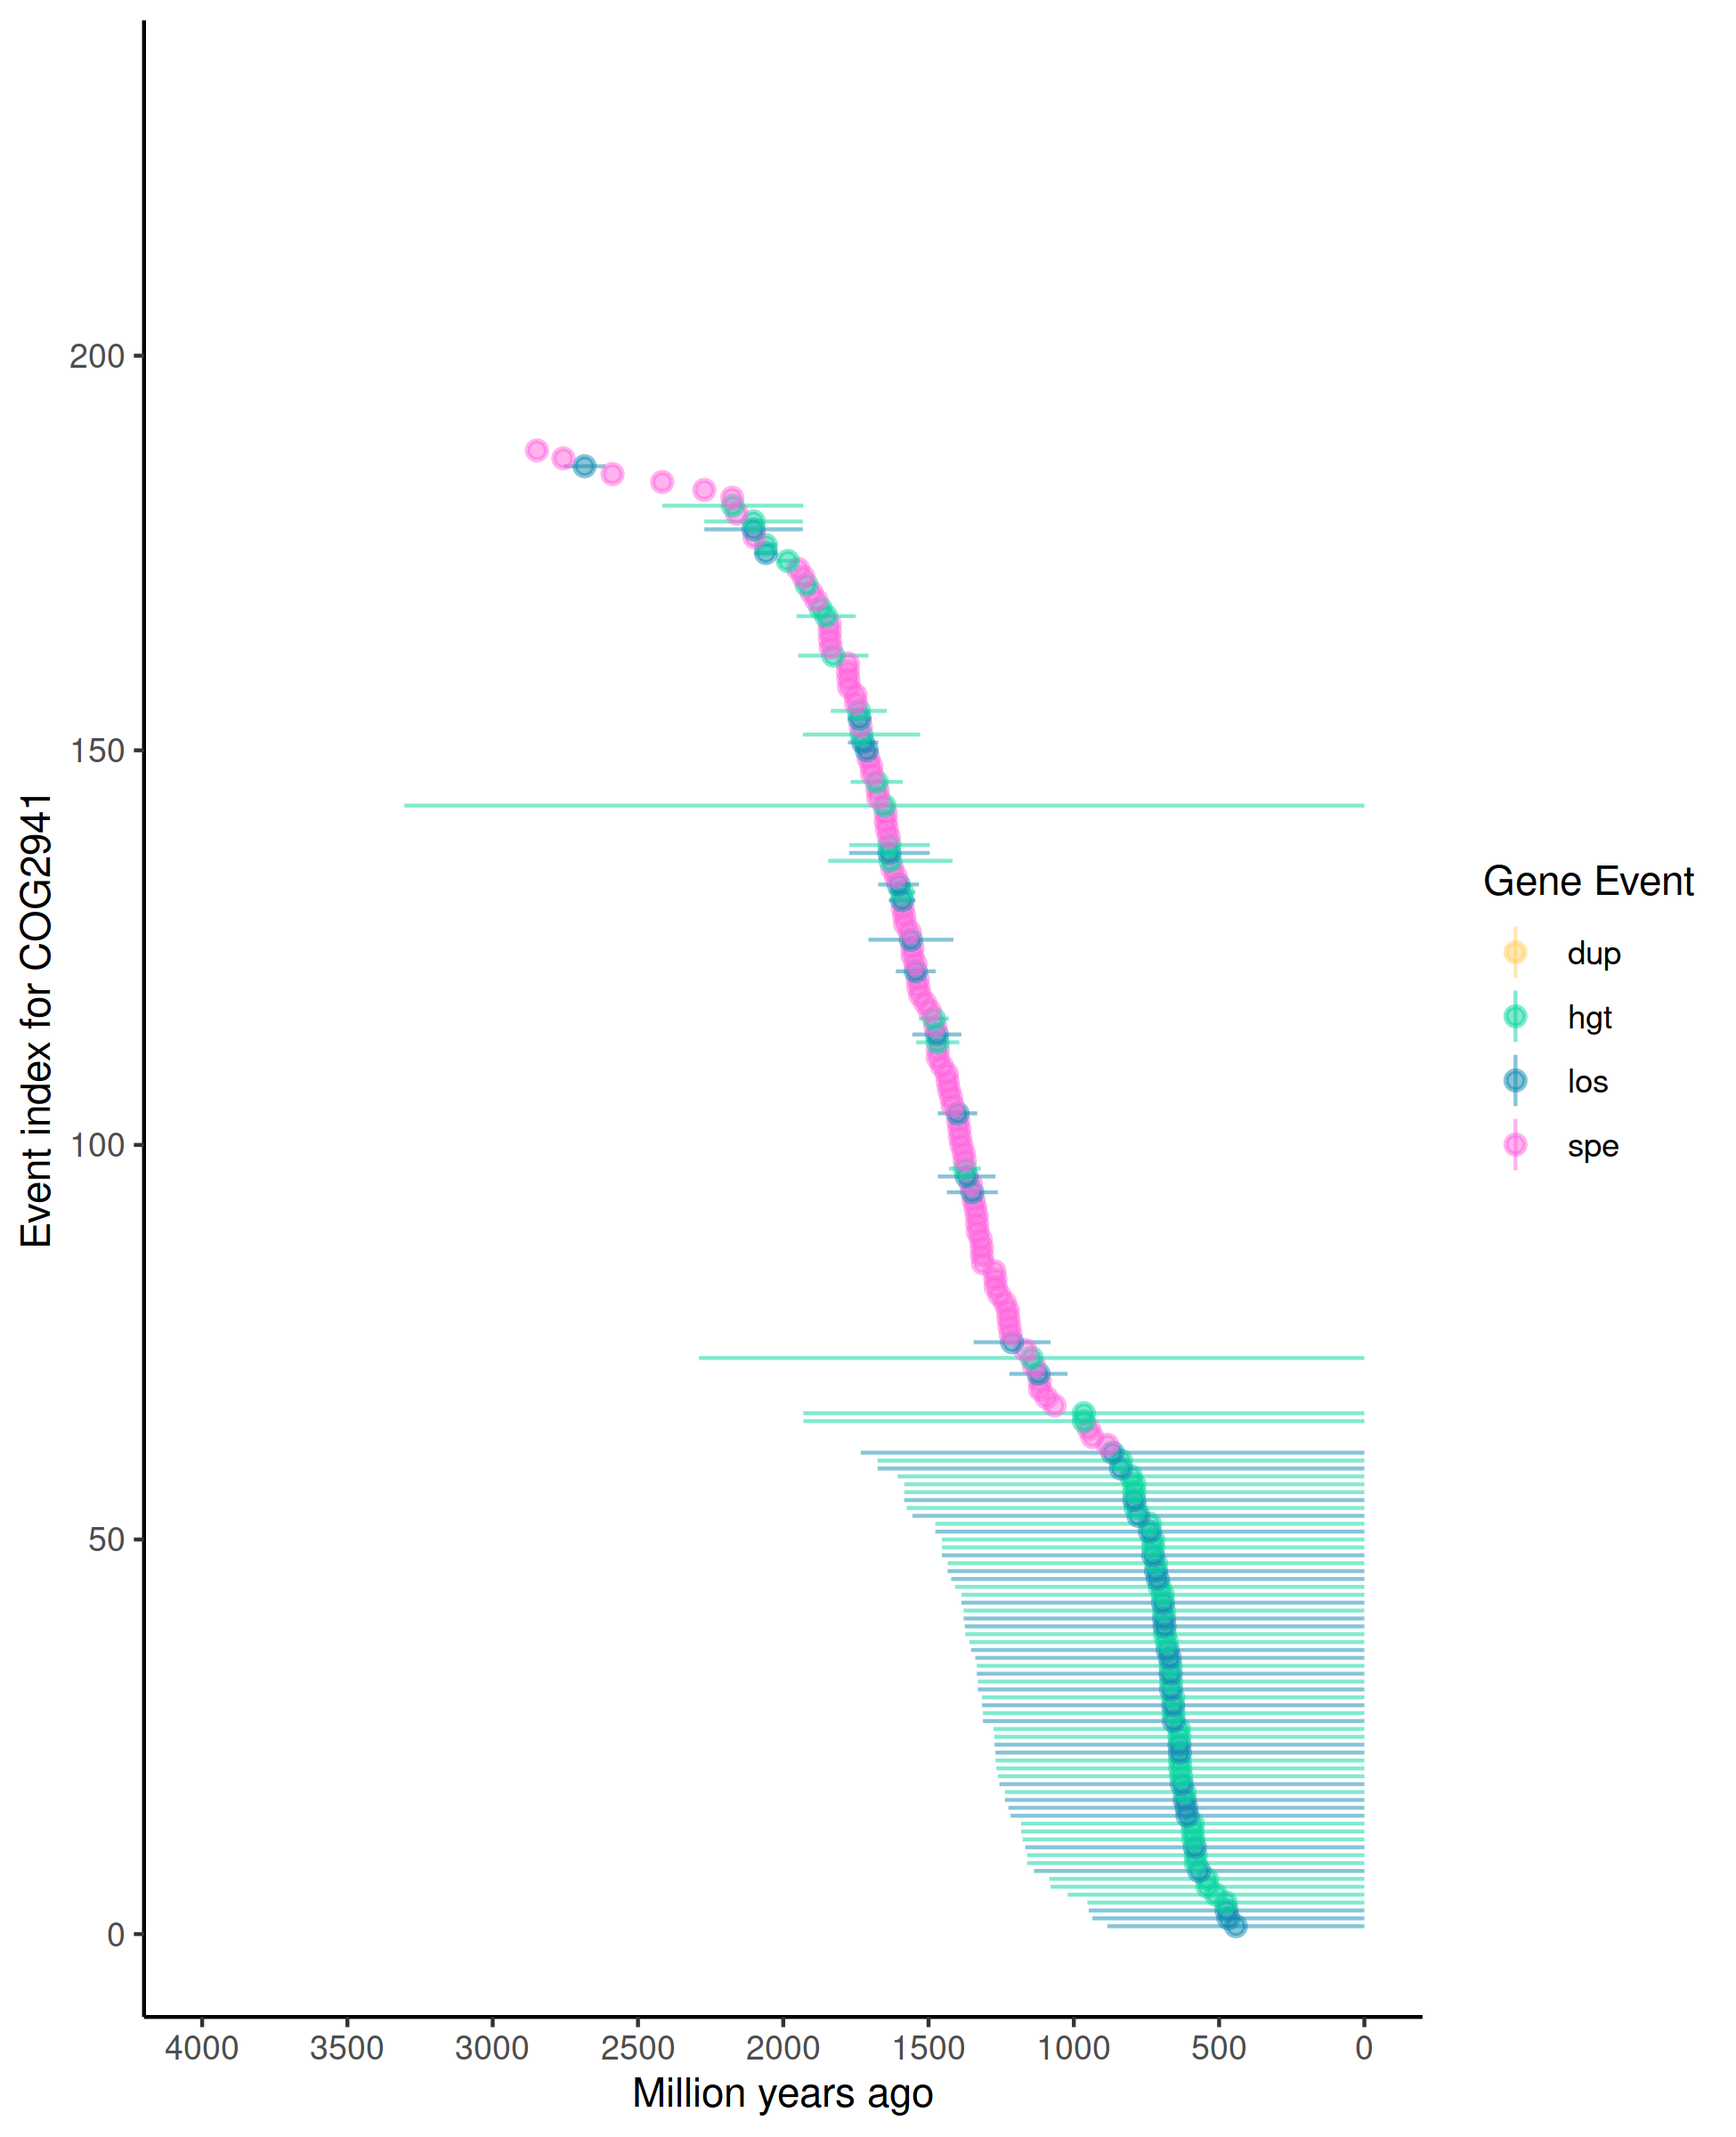 Event index for COG2941
200
150
100
50
0
4000 3500 3000 2500 2000 1500 1000 500 0
Million years ago
Gene Event
dup
hgt
los
spe